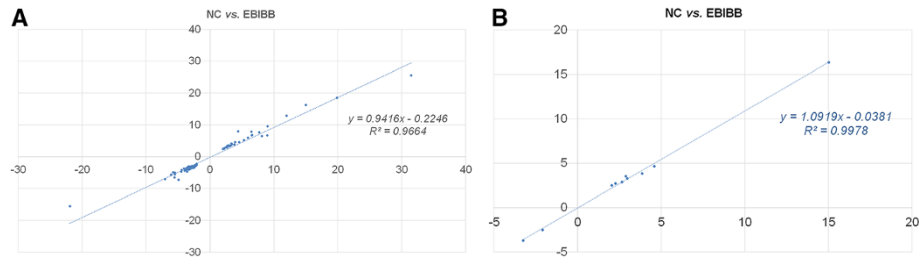 A
NC vs. EBIBB
40
30
20
10
0
-10
-20
-30
-30 -20 -10 0 10 20 30 40
y = 0.9416x - 0.2246
R² = 0.9664
B
NC vs. EBIBB
20
15
10
5
0
-5
-5 0 5 10 15 20
y = 1.0919x - 0.0381
R² = 0.9978